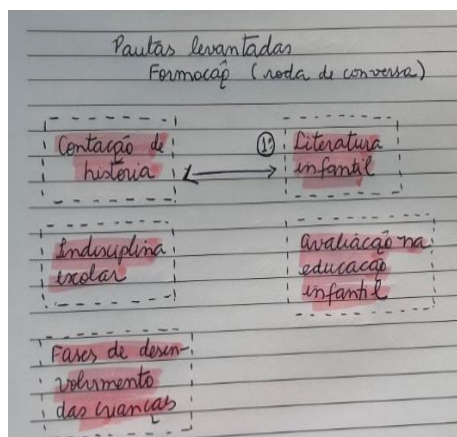 Pautas levantadas
Formação (roda de conversa)
Contação de
história
1º
Literatura
infantil
Indisciplina
escolar
avaliação na
educação
infantil
Fases de desen-
volvimento
das crianças